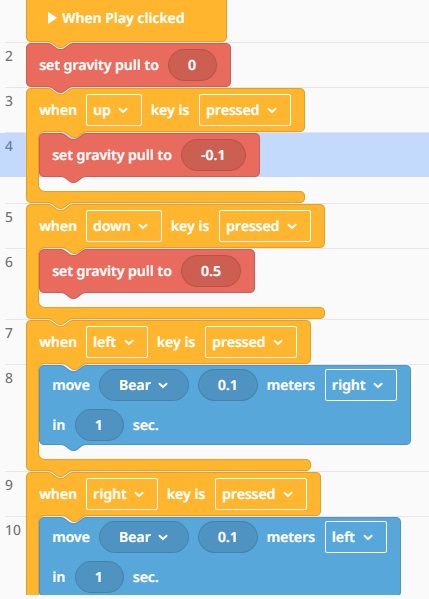 When Play clicked
2 set gravity pull to 0
3 when up key is pressed
4 set gravity pull to -0.1
5 when down key is pressed
6 set gravity pull to 0.5
7 when left key is pressed
8 move Bear 0.1 meters right
in 1 sec.
9 when right key is pressed
10 move Bear 0.1 meters left
in 1 sec.